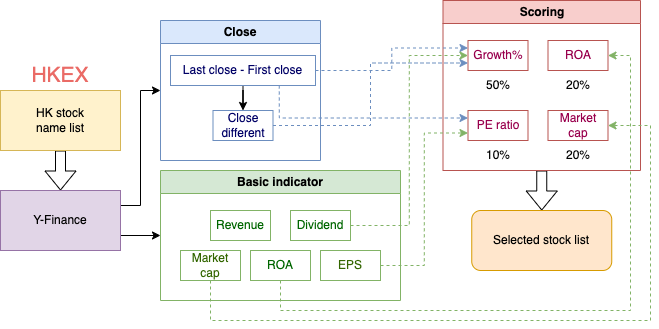 HKEX
HK stock
name list
Y-Finance
Close
Last close - First close
Close
different
Basic indicator
Revenue
Dividend
Market
cap
ROA
EPS
Scoring
Growth%
ROA
50%
20%
PE ratio
Market
cap
10%
20%
Selected stock list